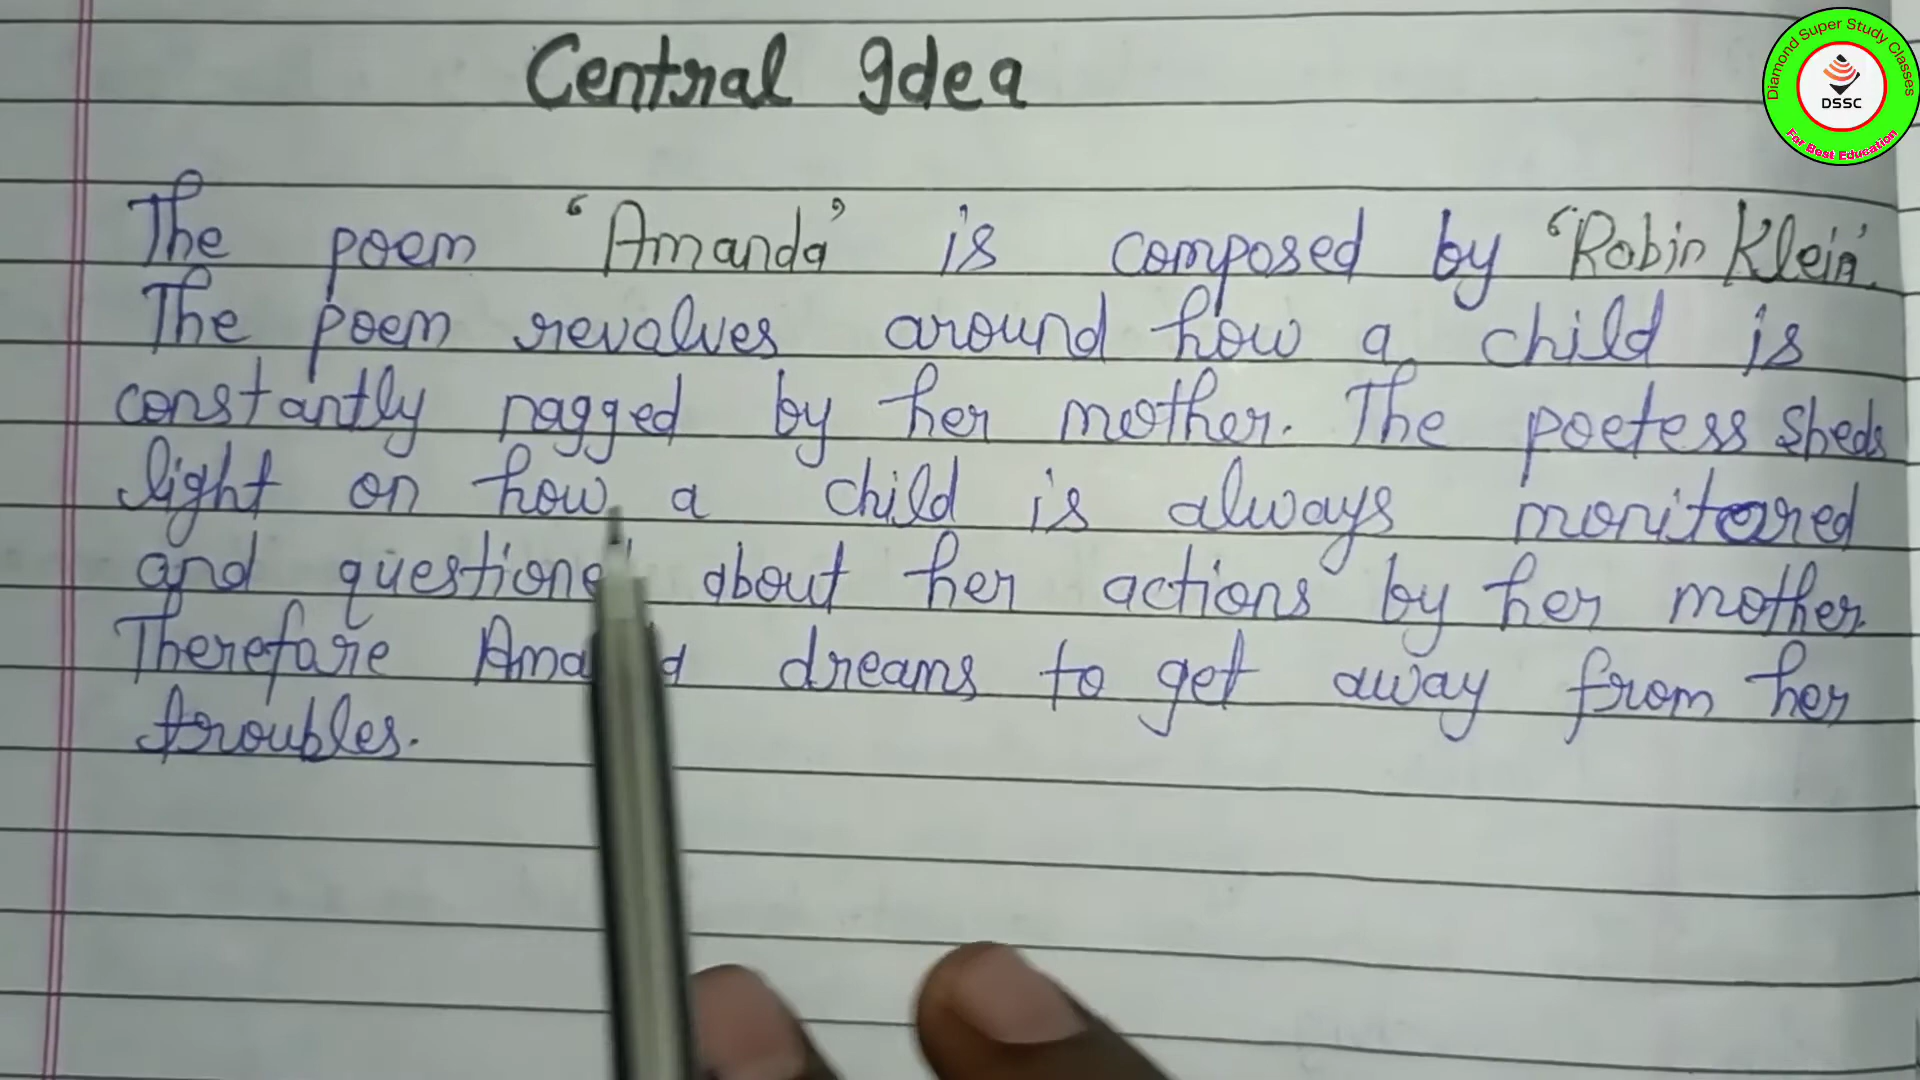 Central Idea
Diamond Super Study Classes
DSSC
For Best Education
The poem 'Amanda' is composed by 'Robin Klein'.
The poem revolves around how a child is
constantly nagged by her mother. The poetess sheds
light on how a child is always monitored
and about her actions by her mother.
Therefore dreams to get away from her
troubles.